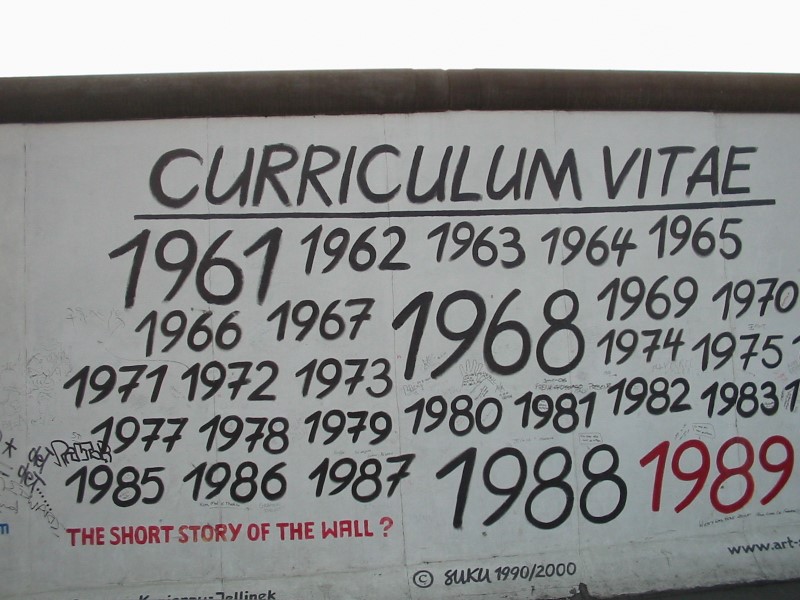 CURRICULUM VITAE
1961 1962 1963 1964 1965
1966 1967 1968 1969 1970
1971 1972 1973 1974 1975
1977 1978 1979 1980 1981 1982 1983
1985 1986 1987 1988 1989
THE SHORT STORY OF THE WALL ?
www.art-
© SUKU 1990/2000